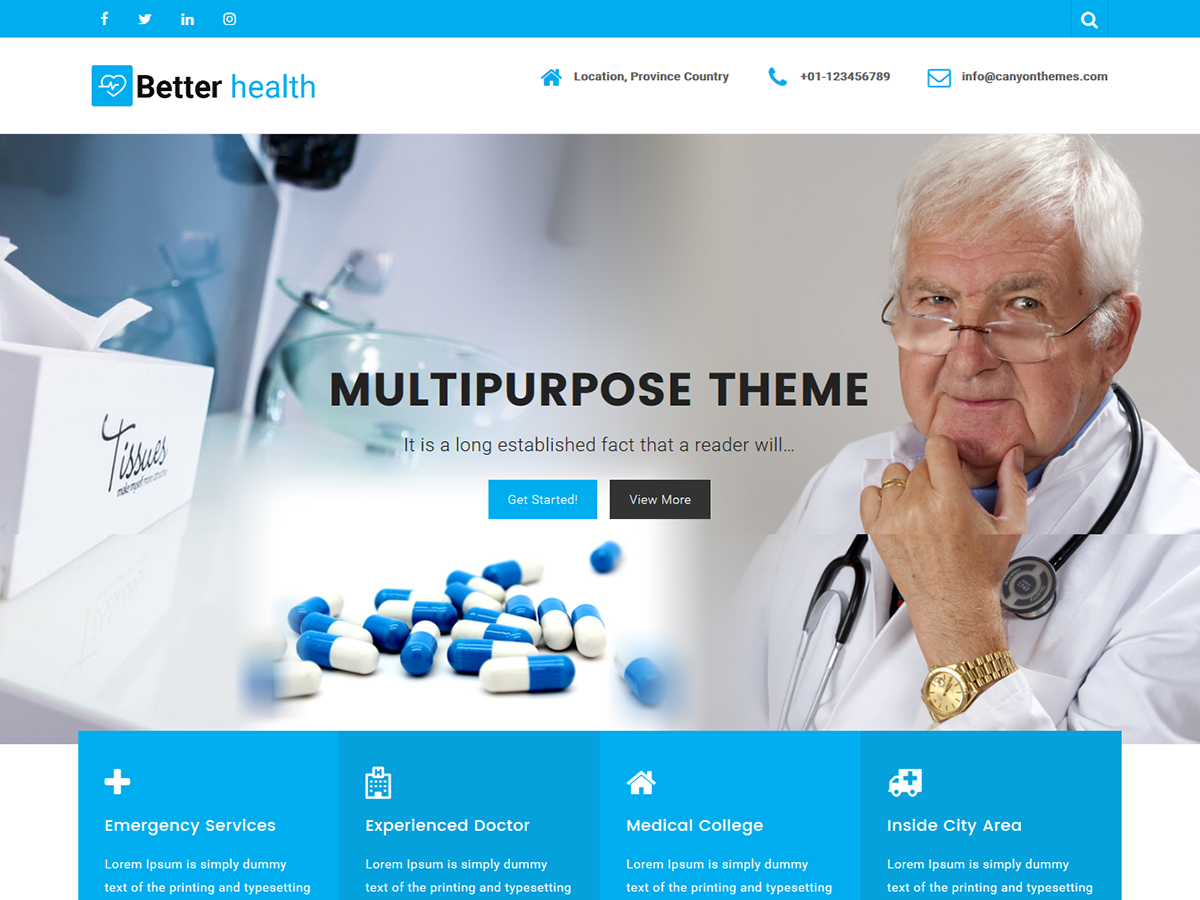 Better health
Location, Province Country
+01-123456789
info@canyonthemes.com
Tissues
make myself more attractive
MULTIPURPOSE THEME
It is a long established fact that a reader will...
Get Started!
View More
Emergency Services
Experienced Doctor
Medical College
Inside City Area
Lorem Ipsum is simply dummy
text of the printing and typesetting
Lorem Ipsum is simply dummy
text of the printing and typesetting
Lorem Ipsum is simply dummy
text of the printing and typesetting
Lorem Ipsum is simply dummy
text of the printing and typesetting